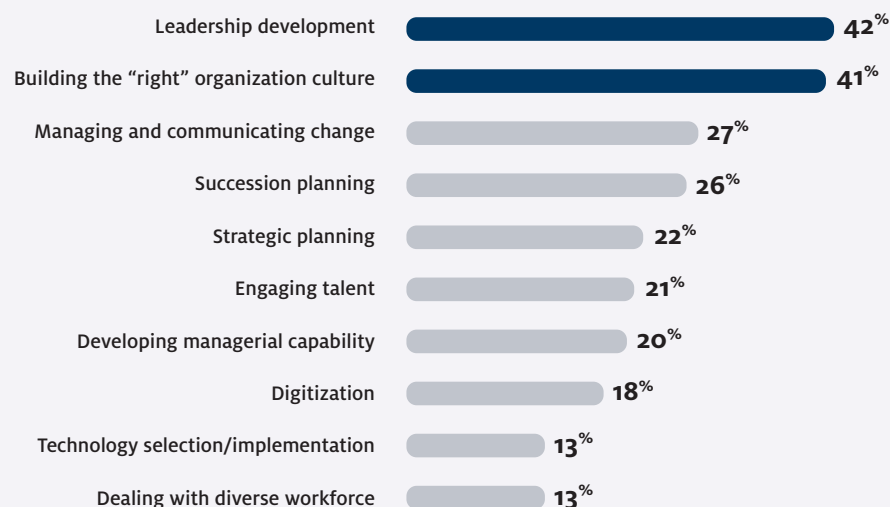 Leadership development 42%
Building the “right” organization culture 41%
Managing and communicating change 27%
Succession planning 26%
Strategic planning 22%
Engaging talent 21%
Developing managerial capability 20%
Digitization 18%
Technology selection/implementation 13%
Dealing with diverse workforce 13%